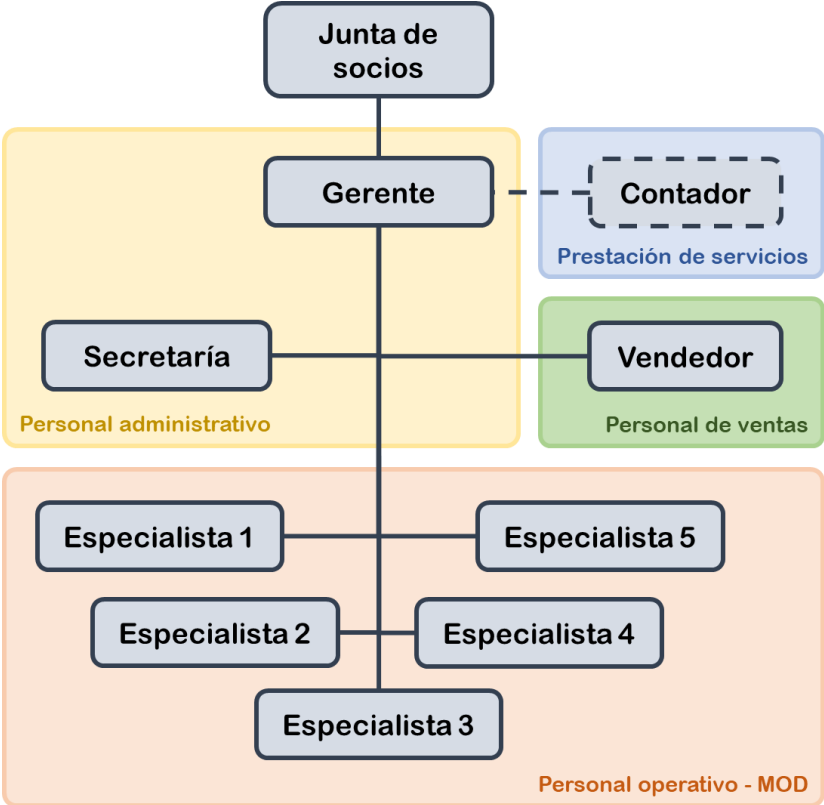 Junta de
socios
Gerente
Contador
Prestación de servicios
Secretaría
Vendedor
Personal administrativo
Personal de ventas
Especialista 1
Especialista 5
Especialista 2
Especialista 4
Especialista 3
Personal operativo - MOD